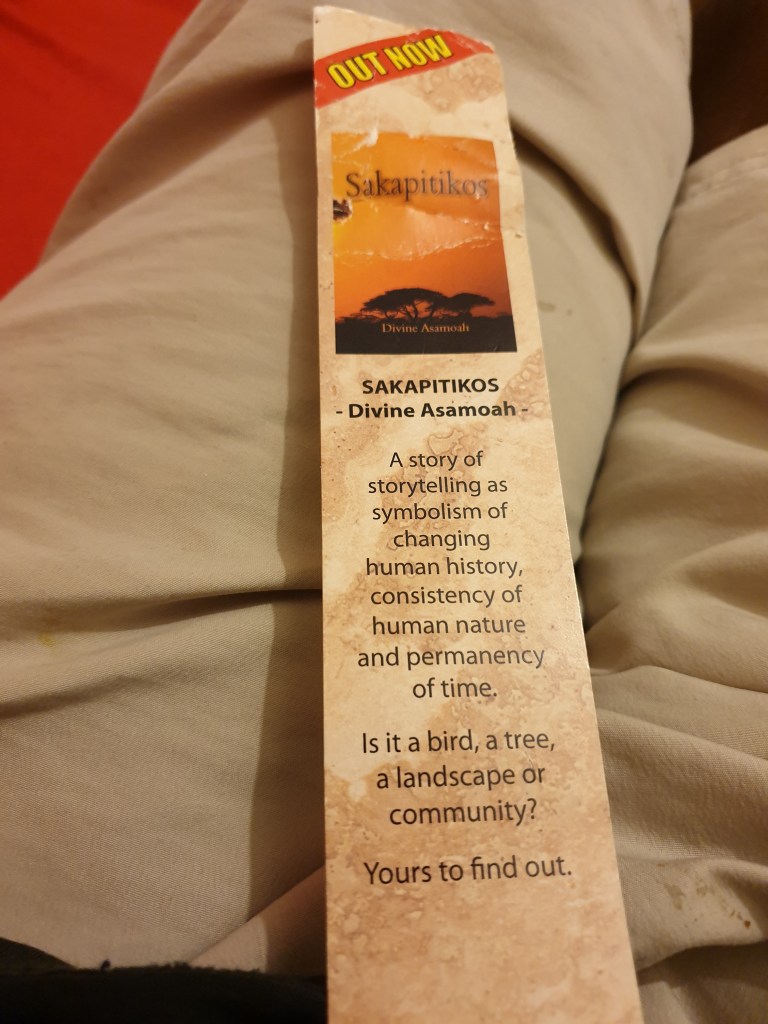 OUT NOW
Sakapitikos
Divine Asamoah
SAKAPITIKOS
- Divine Asamoah -
A story of
storytelling as
symbolism of
changing
human history,
consistency of
human nature
and permanency
of time.
Is it a bird, a tree,
a landscape or
community?
Yours to find out.